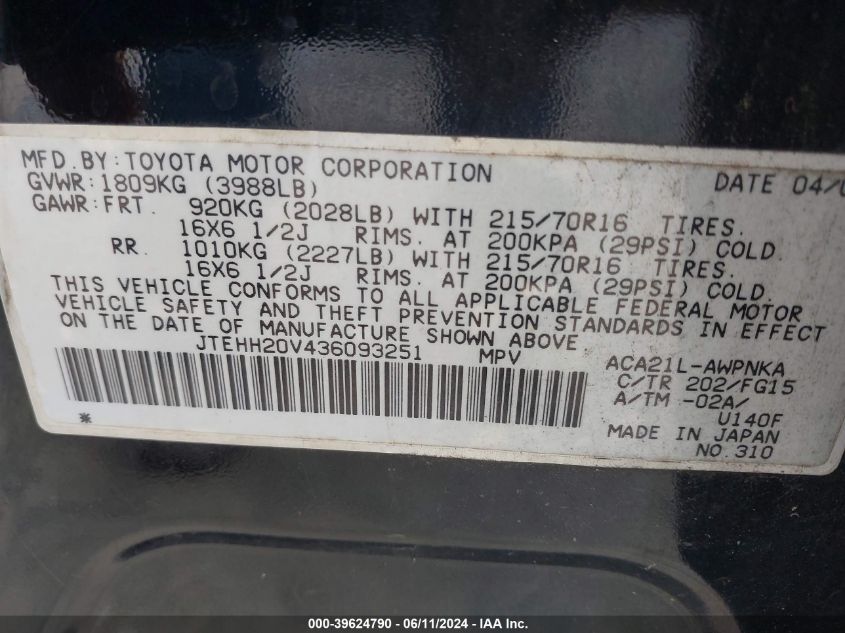 MFD.BY:TOYOTA MOTOR CORPORATION DATE 04/0
GVWR:1809KG (3988LB)
GAWR:FRT. 920KG (2028LB) WITH 215/70R16 TIRES.
16X6 1/2J RIMS. AT 200KPA (29PSI) COLD.
RR. 1010KG (2227LB) WITH 215/70R16 TIRES.
16X6 1/2J RIMS. AT 200KPA (29PSI) COLD.
THIS VEHICLE CONFORMS TO ALL APPLICABLE FEDERAL MOTOR
VEHICLE SAFETY AND THEFT PREVENTION STANDARDS IN EFFECT
ON THE DATE OF MANUFACTURE SHOWN ABOVE
JTEHH20V436093251 MPV
ACA21L-AWPNKA
C/TR 202/FG15
A/TM -02A/
U140F
MADE IN JAPAN
NO.310
*
000-39624790 - 06/11/2024 - IAA Inc.